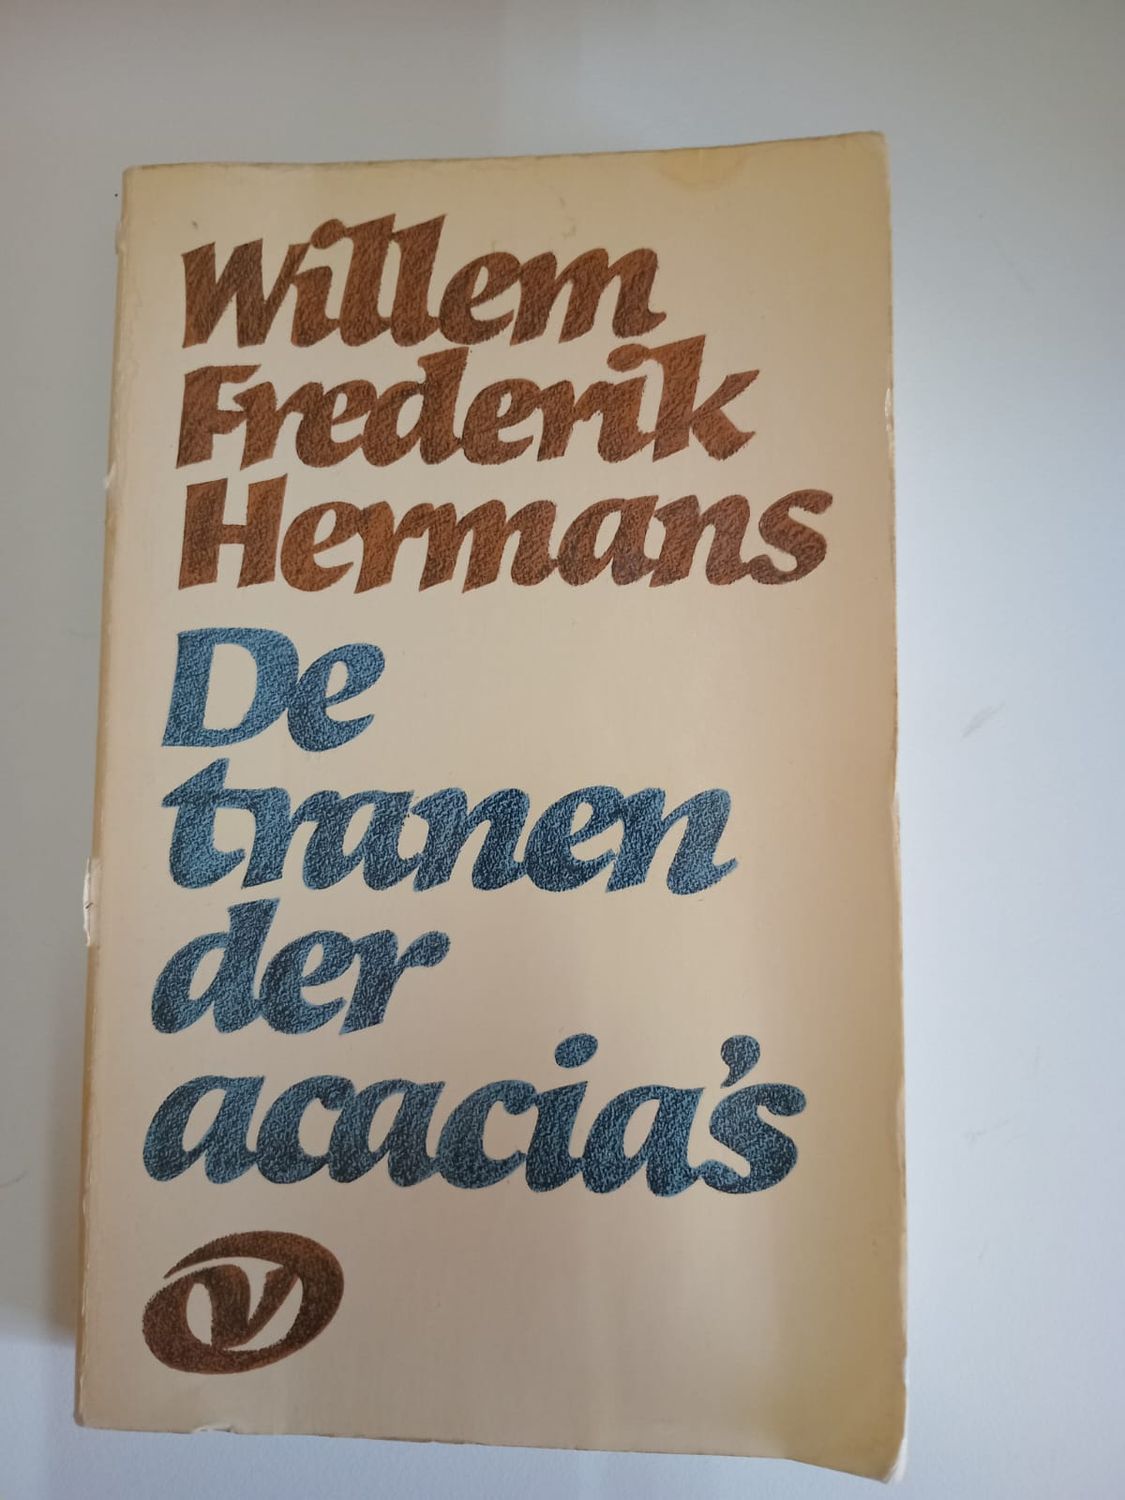 Willem
Frederik
Hermans
De
tranen
der
acacia's
V